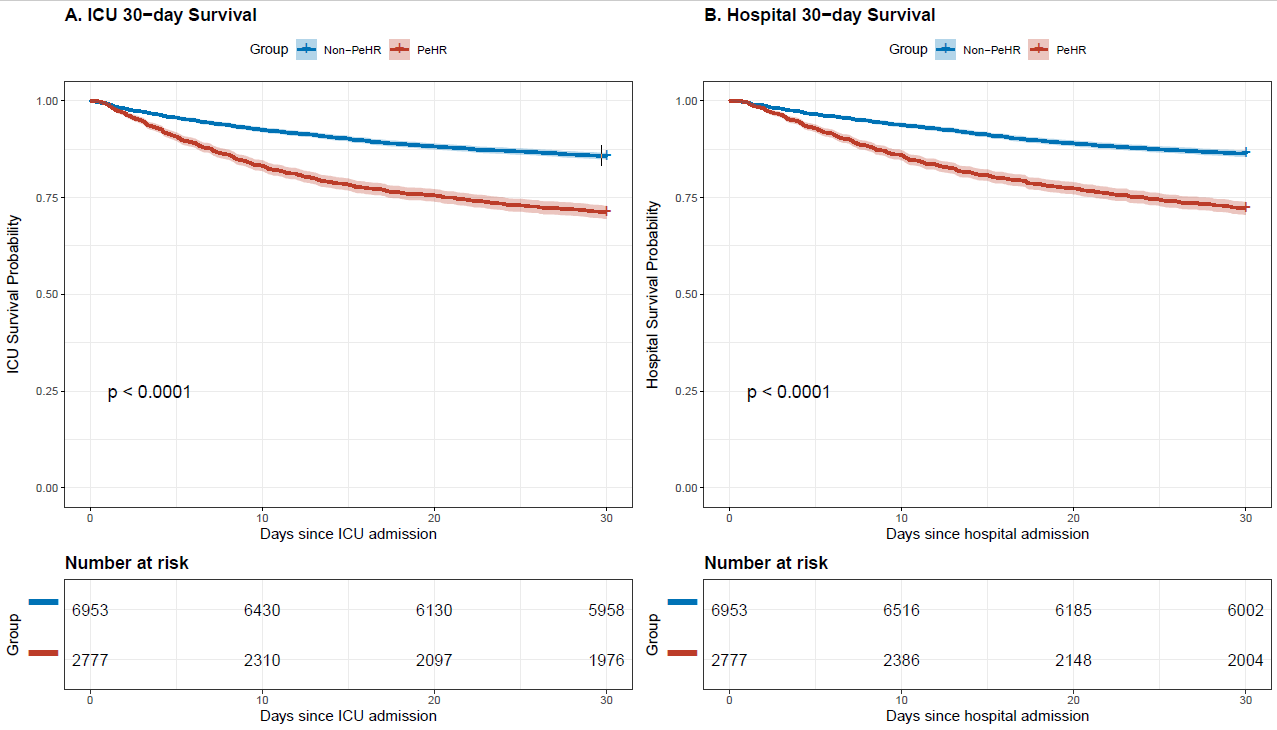 A. ICU 30−day Survival
Group Non−PeHR PeHR
1.00
0.75
0.50
0.25
0.00
ICU Survival Probability
p < 0.0001
0 10 20 30
Days since ICU admission
Number at risk
Group
6953 6430 6130 5958
2777 2310 2097 1976
0 10 20 30
Days since ICU admission
B. Hospital 30−day Survival
Group Non−PeHR PeHR
1.00
0.75
0.50
0.25
0.00
Hospital Survival Probability
p < 0.0001
0 10 20 30
Days since hospital admission
Number at risk
Group
6953 6516 6185 6002
2777 2386 2148 2004
0 10 20 30
Days since hospital admission